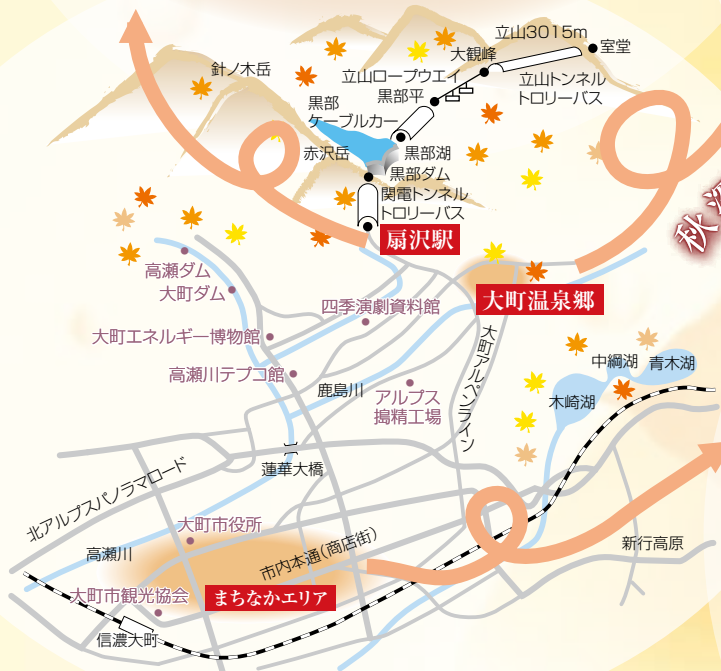 立山3015m
室堂
大観峰
針ノ木岳
立山ロープウエイ
立山トンネル
トロリーバス
黒部平
黒部
ケーブルカー
赤沢岳
黒部湖
黒部ダム
関電トンネル
トロリーバス
扇沢駅
高瀬ダム
大町ダム
大町温泉郷
四季演劇資料館
大町エネルギー博物館
大町アルペンライン
高瀬川テプコ館
鹿島川
アルプス
搗精工場
中綱湖
青木湖
木崎湖
蓮華大橋
北アルプスパノラマロード
大町市役所
市内本通(商店街)
高瀬川
新行高原
大町市観光協会
まちなかエリア
信濃大町
秋